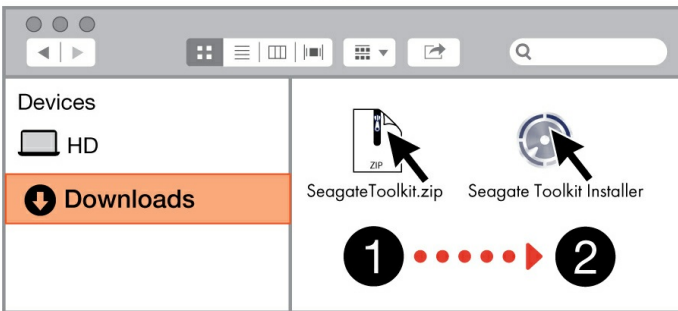 Devices
HD
Downloads
ZIP
SeagateToolkit.zip
Seagate Toolkit Installer
1
2